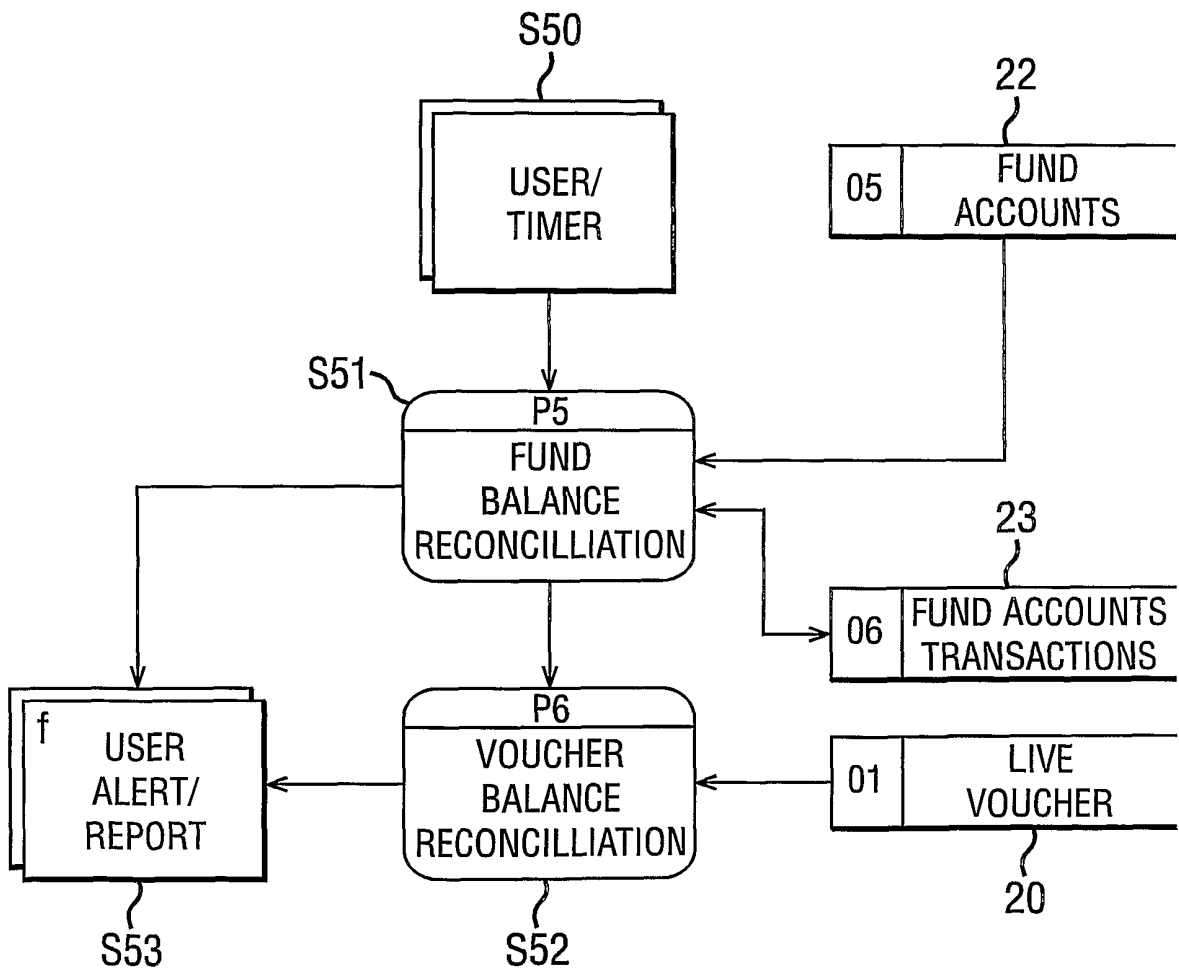 S50
USER/
TIMER
22
05
FUND
ACCOUNTS
S51
P5
FUND
BALANCE
RECONCILLIATION
23
06
FUND ACCOUNTS
TRANSACTIONS
f
USER
ALERT/
REPORT
S53
P6
VOUCHER
BALANCE
RECONCILLIATION
S52
01
LIVE
VOUCHER
20